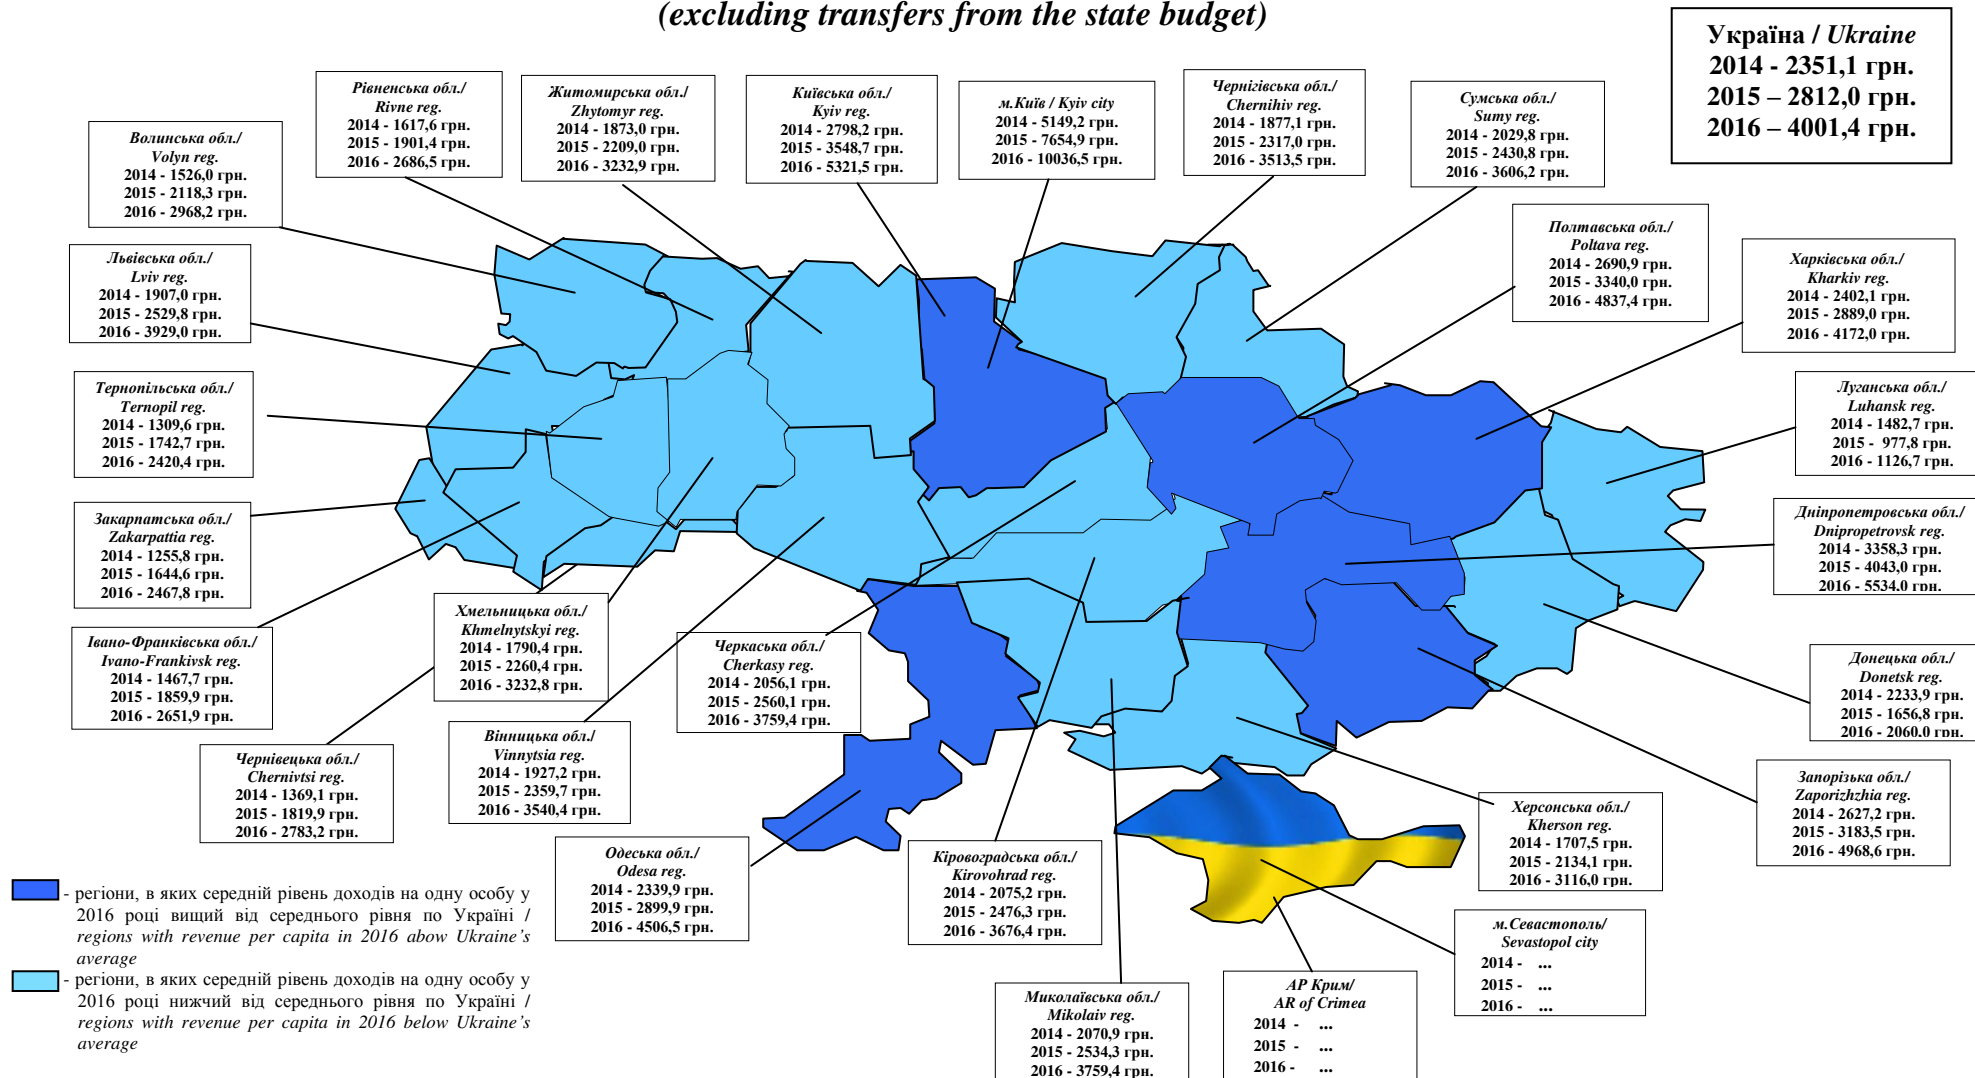 (excluding transfers from the state budget)
Україна / Ukraine
2014 - 2351,1 грн.
2015 – 2812,0 грн.
2016 – 4001,4 грн.
Рівненська обл./
Rivne reg.
2014 - 1617,6 грн.
2015 - 1901,4 грн.
2016 - 2686,5 грн.
Житомирська обл./
Zhytomyr reg.
2014 - 1873,0 грн.
2015 - 2209,0 грн.
2016 - 3232,9 грн.
Київська обл./
Kyiv reg.
2014 - 2798,2 грн.
2015 - 3548,7 грн.
2016 - 5321,5 грн.
м.Київ / Kyiv city
2014 - 5149,2 грн.
2015 - 7654,9 грн.
2016 - 10036,5 грн.
Чернігівська обл./
Chernihiv reg.
2014 - 1877,1 грн.
2015 - 2317,0 грн.
2016 - 3513,5 грн.
Сумська обл./
Sumy reg.
2014 - 2029,8 грн.
2015 - 2430,8 грн.
2016 - 3606,2 грн.
Волинська обл./
Volyn reg.
2014 - 1526,0 грн.
2015 - 2118,3 грн.
2016 - 2968,2 грн.
Полтавська обл./
Poltava reg.
2014 - 2690,9 грн.
2015 - 3340,0 грн.
2016 - 4837,4 грн.
Львівська обл./
Lviv reg.
2014 - 1907,0 грн.
2015 - 2529,8 грн.
2016 - 3929,0 грн.
Харківська обл./
Kharkiv reg.
2014 - 2402,1 грн.
2015 - 2889,0 грн.
2016 - 4172,0 грн.
Тернопільська обл./
Ternopil reg.
2014 - 1309,6 грн.
2015 - 1742,7 грн.
2016 - 2420,4 грн.
Луганська обл./
Luhansk reg.
2014 - 1482,7 грн.
2015 - 977,8 грн.
2016 - 1126,7 грн.
Закарпатська обл./
Zakarpattia reg.
2014 - 1255,8 грн.
2015 - 1644,6 грн.
2016 - 2467,8 грн.
Дніпропетровська обл./
Dnipropetrovsk reg.
2014 - 3358,3 грн.
2015 - 4043,0 грн.
2016 - 5534,0 грн.
Івано-Франківська обл./
Ivano-Frankivsk reg.
2014 - 1467,7 грн.
2015 - 1859,9 грн.
2016 - 2651,9 грн.
Хмельницька обл./
Khmelnytskyi reg.
2014 - 1790,4 грн.
2015 - 2260,4 грн.
2016 - 3232,8 грн.
Черкаська обл./
Cherkasy reg.
2014 - 2056,1 грн.
2015 - 2560,1 грн.
2016 - 3759,4 грн.
Донецька обл./
Donetsk reg.
2014 - 2233,9 грн.
2015 - 1656,8 грн.
2016 - 2060,0 грн.
Чернівецька обл./
Chernivtsi reg.
2014 - 1369,1 грн.
2015 - 1819,9 грн.
2016 - 2783,2 грн.
Вінницька обл./
Vinnytsia reg.
2014 - 1927,2 грн.
2015 - 2359,7 грн.
2016 - 3540,4 грн.
Запорізька обл./
Zaporizhzhia reg.
2014 - 2627,2 грн.
2015 - 3183,5 грн.
2016 - 4968,6 грн.
Херсонська обл./
Kherson reg.
2014 - 1707,5 грн.
2015 - 2134,1 грн.
2016 - 3116,0 грн.
Одеська обл./
Odesa reg.
2014 - 2339,9 грн.
2015 - 2899,9 грн.
2016 - 4506,5 грн.
Кіровоградська обл./
Kirovohrad reg.
2014 - 2075,2 грн.
2015 - 2476,3 грн.
2016 - 3676,4 грн.
м.Севастополь/
Sevastopol city
2014 - ...
2015 - ...
2016 - ...
Миколаївська обл./
Mikolaiv reg.
2014 - 2070,9 грн.
2015 - 2534,3 грн.
2016 - 3759,4 грн.
АР Крим/
AR of Crimea
2014 - ...
2015 - ...
2016 - ...
- регіони, в яких середній рівень доходів на одну особу у
2016 році вищий від середнього рівня по Україні /
regions with revenue per capita in 2016 abow Ukraine’s
average
- регіони, в яких середній рівень доходів на одну особу у
2016 році нижчий від середнього рівня по Україні /
regions with revenue per capita in 2016 below Ukraine’s
average